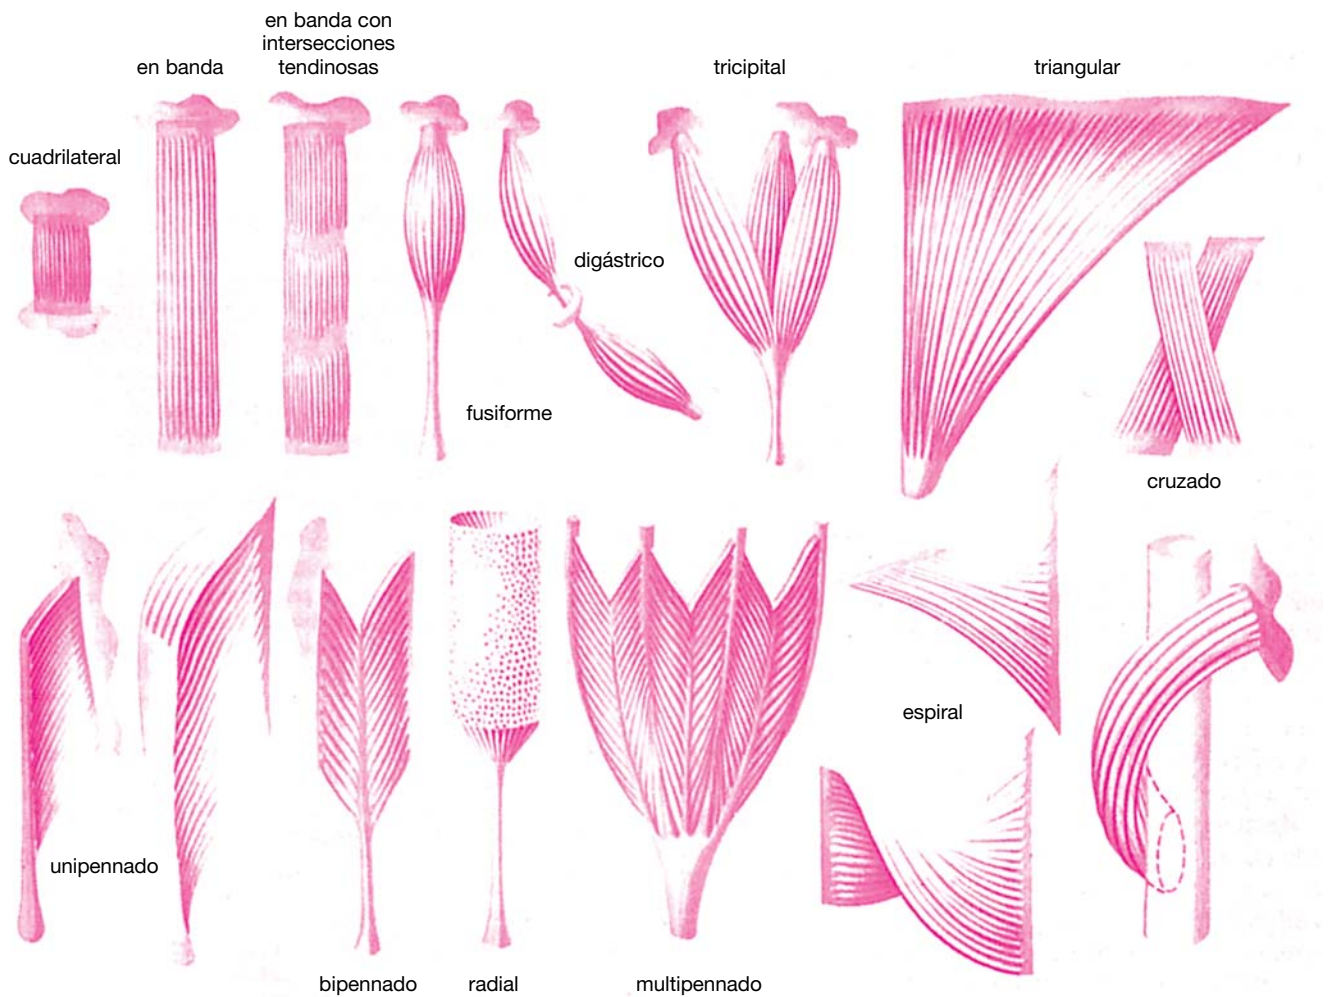 en banda con
intersecciones
tendinosas
en banda
tricipital
triangular
cuadrilateral
digástrico
fusiforme
cruzado
espiral
unipennado
bipennado
radial
multipennado